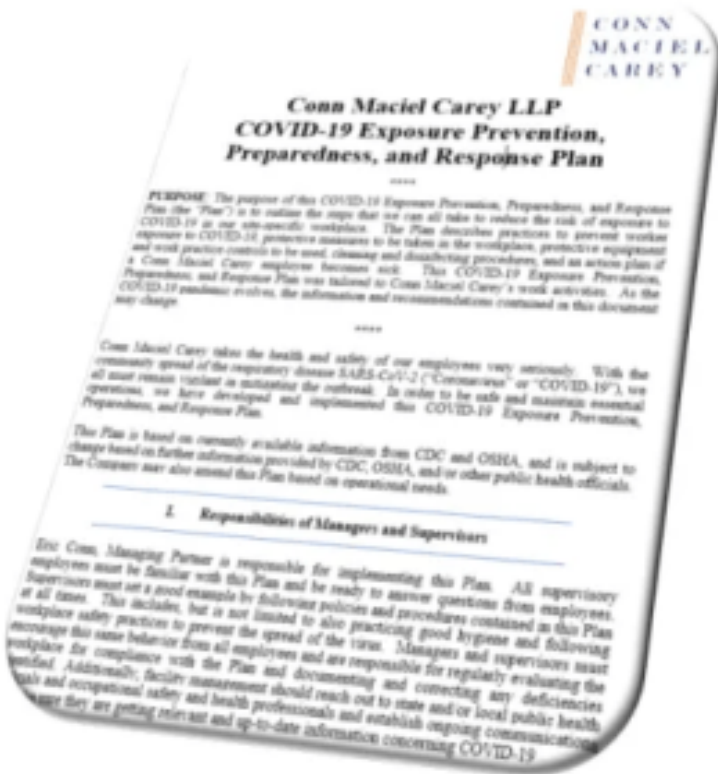 CONN
MACIEL
CAREY
Conn Maciel Carey LLP
COVID-19 Exposure Prevention,
Preparedness, and Response Plan
****
PURPOSE: The purpose of this COVID-19 Exposure Prevention, Preparedness, and Response
Plan (the "Plan") is to outline the steps that we can all take to reduce the risk of exposure to
COVID-19 in our site-specific workplace. The Plan describes practices to prevent worker
exposure to COVID-19, protective measures to be taken in the workplace, protective equipment
and work practice controls to be used, cleaning and disinfecting procedures, and an action plan if
a Conn Maciel Carey employee becomes sick. This COVID-19 Exposure Prevention,
Preparedness, and Response Plan was tailored to Conn Maciel Carey's work activities. As the
COVID-19 pandemic evolves, the information and recommendations contained in this document
may change.
****
Conn Maciel Carey takes the health and safety of our employees very seriously. With the
community spread of the respiratory disease SARS-CoV-2 ("Coronavirus" or "COVID-19"), we
all must remain vigilant in mitigating the outbreak. In order to be safe and maintain essential
operations, we have developed and implemented this COVID-19 Exposure Prevention,
Preparedness, and Response Plan.
This Plan is based on currently available information from CDC and OSHA, and is subject to
change based on further information provided by CDC, OSHA, and/or other public health officials.
The Company may also amend this Plan based on operational needs.
I. Responsibilities of Managers and Supervisors
Eric Conn, Managing Partner is responsible for implementing this Plan. All supervisory
employees must be familiar with this Plan and be ready to answer questions from employees.
Supervisors must set a good example by following policies and procedures contained in this Plan
at all times. This includes, but is not limited to also practicing good hygiene and following
workplace safety practices to prevent the spread of the virus. Managers and supervisors must
encourage this same behavior from all employees and are responsible for regularly evaluating the
workplace for compliance with the Plan and documenting and correcting any deficiencies
identified. Additionally, facility management should reach out to state and/or local public health
and occupational safety and health professionals and establish ongoing communications
sure they are getting relevant and up-to-date information concerning COVID-19